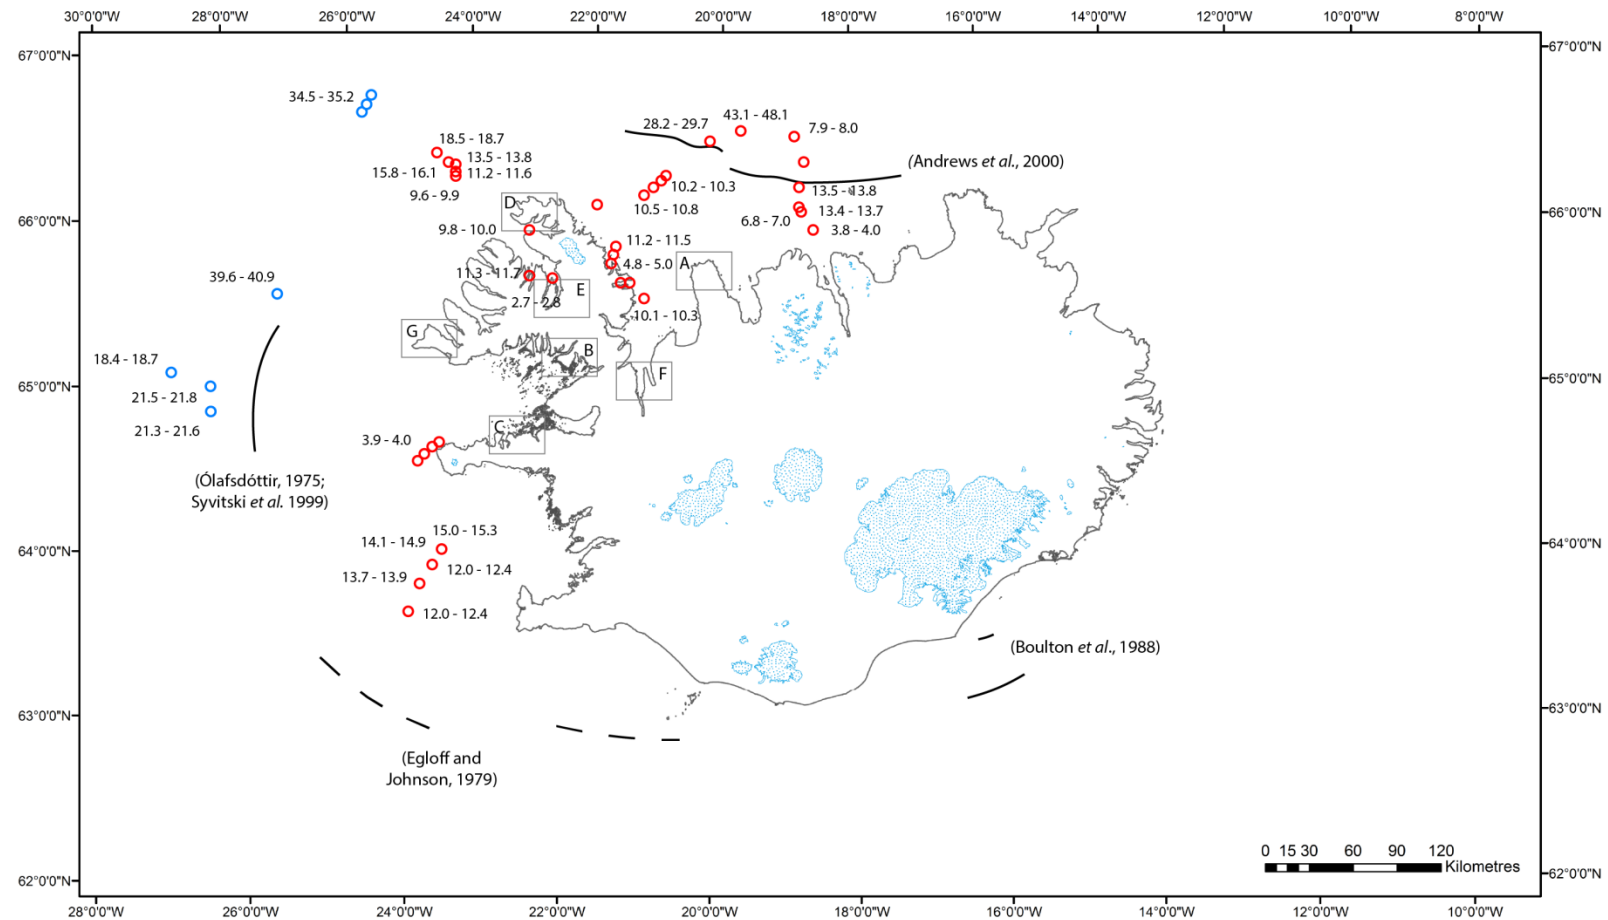 30°0'0"W 28°0'0"W 26°0'0"W 24°0'0"W 22°0'0"W 20°0'0"W 18°0'0"W 16°0'0"W 14°0'0"W 12°0'0"W 10°0'0"W 8°0'0"W
67°0'0"N
67°0'0"N
34.5 - 35.2
43.1 - 48.1
28.2 - 29.7
7.9 - 8.0
18.5 - 18.7
13.5 - 13.8
(Andrews et al., 2000)
15.8 - 16.1
11.2 - 11.6
10.2 - 10.3
13.5 - 13.8
9.6 - 9.9
D
10.5 - 10.8
13.4 - 13.7
66°0'0"N
6.8 - 7.0
66°0'0"N
9.8 - 10.0
3.8 - 4.0
11.2 - 11.5
11.3 - 11.7
4.8 - 5.0
A
39.6 - 40.9
E
2.7 - 2.8
10.1 - 10.3
G
B
18.4 - 18.7
F
65°0'0"N
65°0'0"N
21.5 - 21.8
21.3 - 21.6
C
3.9 - 4.0
(Ólafsdóttir, 1975;
Syvitski et al. 1999)
15.0 - 15.3
14.1 - 14.9
64°0'0"N
64°0'0"N
12.0 - 12.4
13.7 - 13.9
12.0 - 12.4
(Boulton et al., 1988)
63°0'0"N
63°0'0"N
(Egloff and
Johnson, 1979)
0 15 30 60 90 120
Kilometres
62°0'0"N
62°0'0"N
28°0'0"W 26°0'0"W 24°0'0"W 22°0'0"W 20°0'0"W 18°0'0"W 16°0'0"W 14°0'0"W 12°0'0"W 10°0'0"W